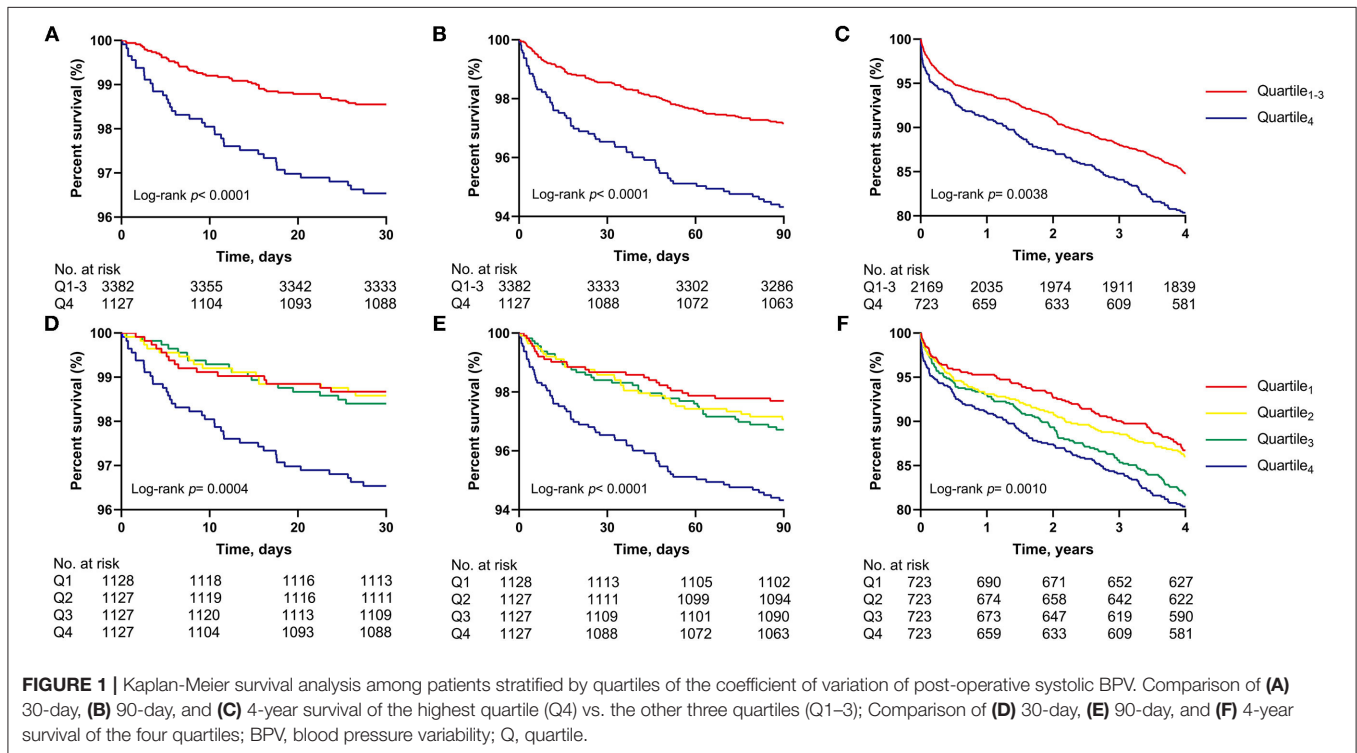 A
Percent survival (%)
100
99
98
97
96
Log-rank p< 0.0001
0 10 20 30
Time, days
No. at risk
Q1-3 3382 3355 3342 3333
Q4 1127 1104 1093 1088
B
Percent survival (%)
100
98
96
94
Log-rank p< 0.0001
0 30 60 90
Time, days
No. at risk
Q1-3 3382 3333 3302 3286
Q4 1127 1088 1072 1063
C
Percent survival (%)
100
95
90
85
80
Log-rank p= 0.0038
0 1 2 3 4
Time, years
No. at risk
Q1-3 2169 2035 1974 1911 1839
Q4 723 659 633 609 581
Quartile1-3
Quartile4
D
Percent survival (%)
100
99
98
97
96
Log-rank p= 0.0004
0 10 20 30
Time, days
No. at risk
Q1 1128 1118 1116 1113
Q2 1127 1119 1116 1111
Q3 1127 1120 1113 1109
Q4 1127 1104 1093 1088
E
Percent survival (%)
100
98
96
94
Log-rank p< 0.0001
0 30 60 90
Time, days
No. at risk
Q1 1128 1113 1105 1102
Q2 1127 1111 1099 1094
Q3 1127 1109 1101 1090
Q4 1127 1088 1072 1063
F
Percent survival (%)
100
95
90
85
80
Log-rank p= 0.0010
0 1 2 3 4
Time, years
No. at risk
Q1 723 690 671 652 627
Q2 723 674 658 642 622
Q3 723 673 647 619 590
Q4 723 659 633 609 581
Quartile1
Quartile2
Quartile3
Quartile4
FIGURE 1 | Kaplan-Meier survival analysis among patients stratified by quartiles of the coefficient of variation of post-operative systolic BPV. Comparison of (A)
30-day, (B) 90-day, and (C) 4-year survival of the highest quartile (Q4) vs. the other three quartiles (Q1–3); Comparison of (D) 30-day, (E) 90-day, and (F) 4-year
survival of the four quartiles; BPV, blood pressure variability; Q, quartile.